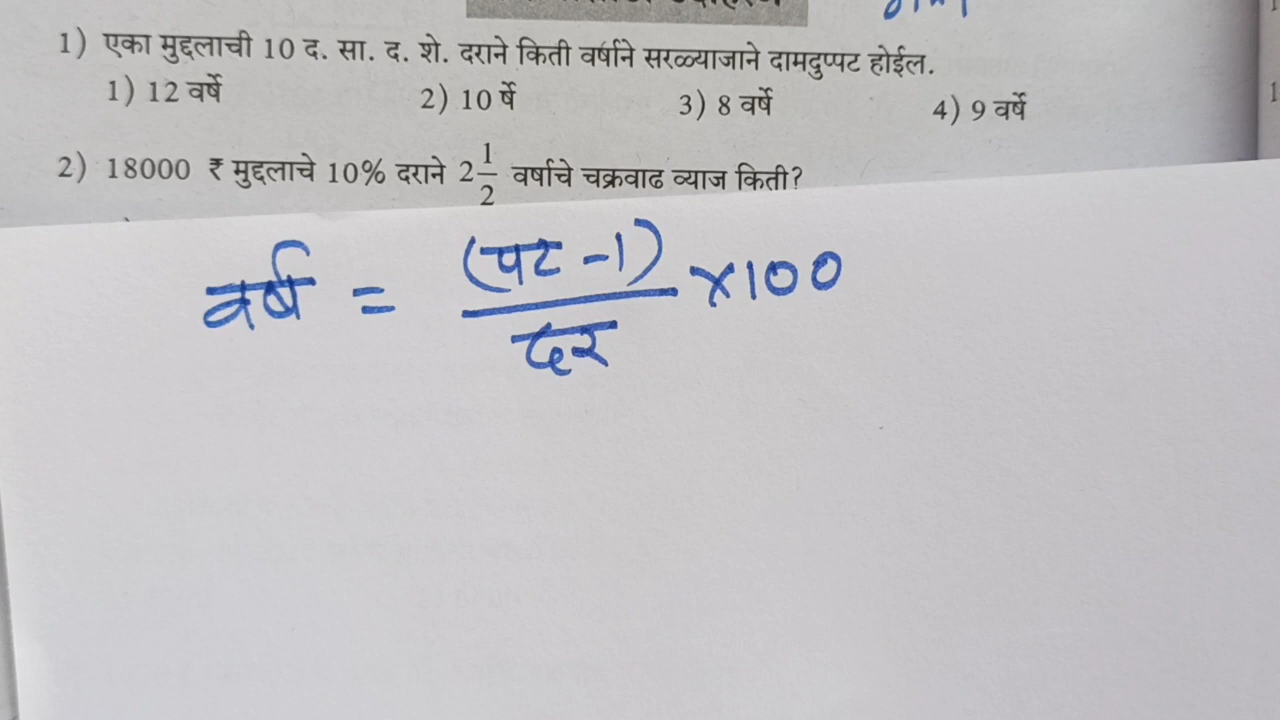 1) एका मुद्दलाची 10 द. सा. द. शे. दराने किती वर्षाने सरळव्याजाने दामदुप्पट होईल.
1) 12 वर्षे 2) 10 र्षे 3) 8 वर्षे 4) 9 वर्षे
2) 18000 ₹ मुद्दलाचे 10% दराने 2 1/2 वर्षाचे चक्रवाढ व्याज किती?
वर्ष = (पट - 1) / दर × 100